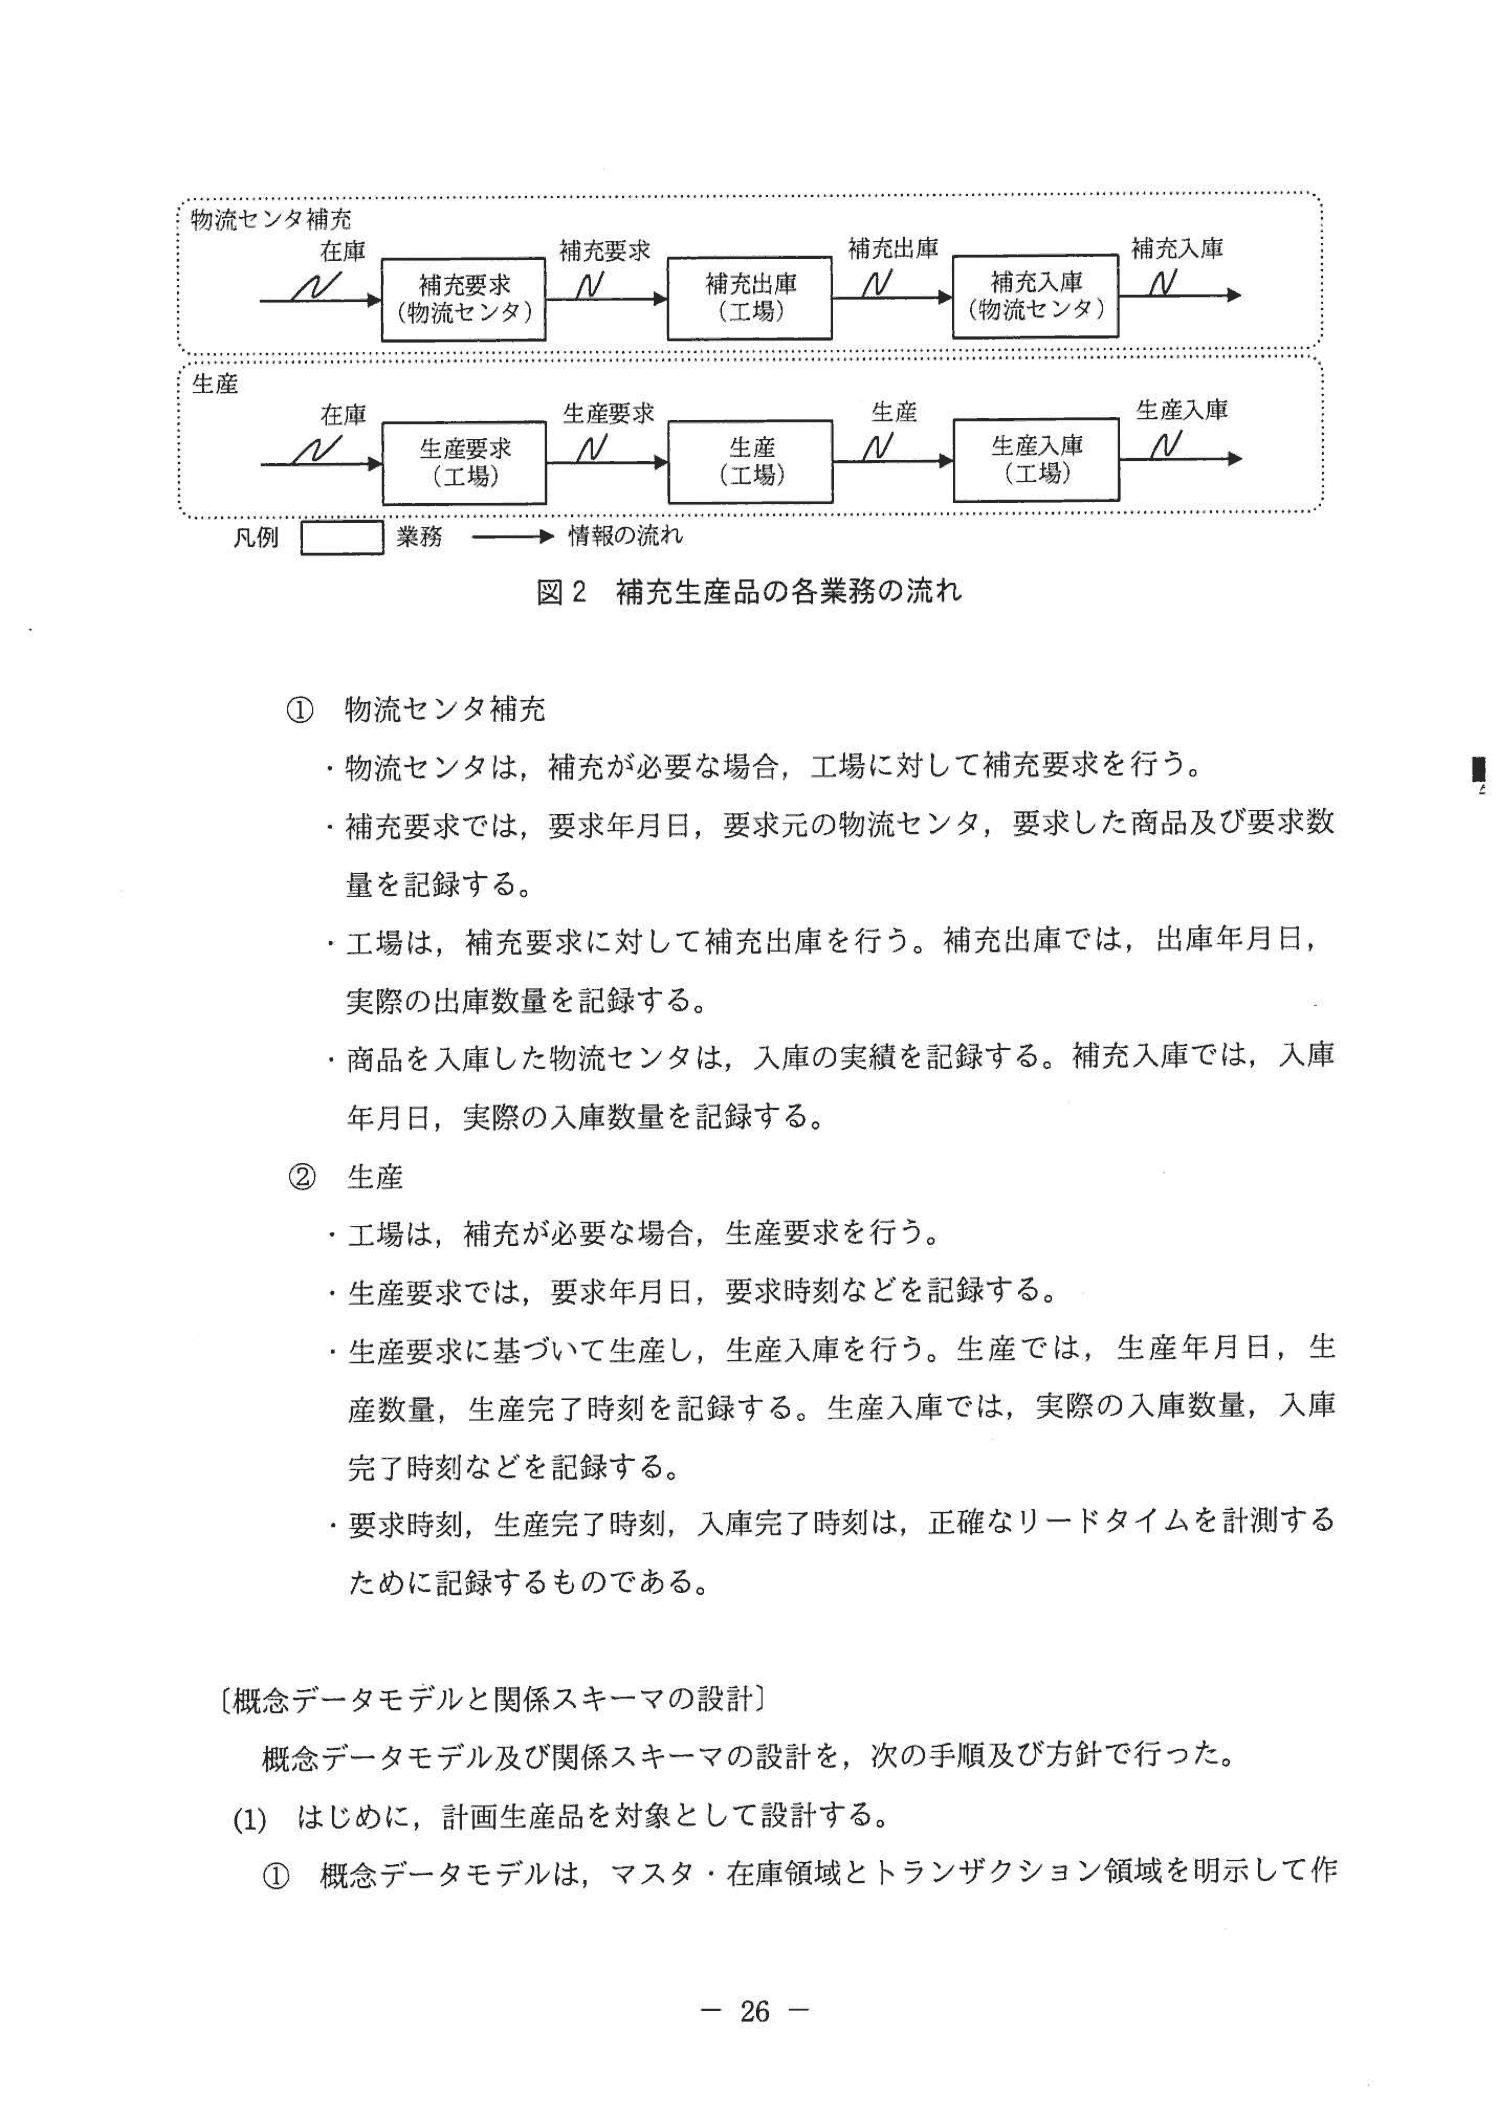 物流センタ補充
在庫
補充要求
（物流センタ）
補充要求
補充出庫
（工場）
補充出庫
補充入庫
（物流センタ）
補充入庫
生産
在庫
生産要求
（工場）
生産要求
生産
（工場）
生産
生産入庫
（工場）
生産入庫
凡例 業務 情報の流れ
図2 補充生産品の各業務の流れ
① 物流センタ補充
・物流センタは，補充が必要な場合，工場に対して補充要求を行う。
・補充要求では，要求年月日，要求元の物流センタ，要求した商品及び要求数
量を記録する。
・工場は，補充要求に対して補充出庫を行う。補充出庫では，出庫年月日，
実際の出庫数量を記録する。
・商品を入庫した物流センタは，入庫の実績を記録する。補充入庫では，入庫
年月日，実際の入庫数量を記録する。
② 生産
・工場は，補充が必要な場合，生産要求を行う。
・生産要求では，要求年月日，要求時刻などを記録する。
・生産要求に基づいて生産し，生産入庫を行う。生産では，生産年月日，生
産数量，生産完了時刻を記録する。生産入庫では，実際の入庫数量，入庫
完了時刻などを記録する。
・要求時刻，生産完了時刻，入庫完了時刻は，正確なリードタイムを計測する
ために記録するものである。
〔概念データモデルと関係スキーマの設計〕
概念データモデル及び関係スキーマの設計を，次の手順及び方針で行った。
(1) はじめに，計画生産品を対象として設計する。
① 概念データモデルは，マスタ・在庫領域とトランザクション領域を明示して作
－ 26 －